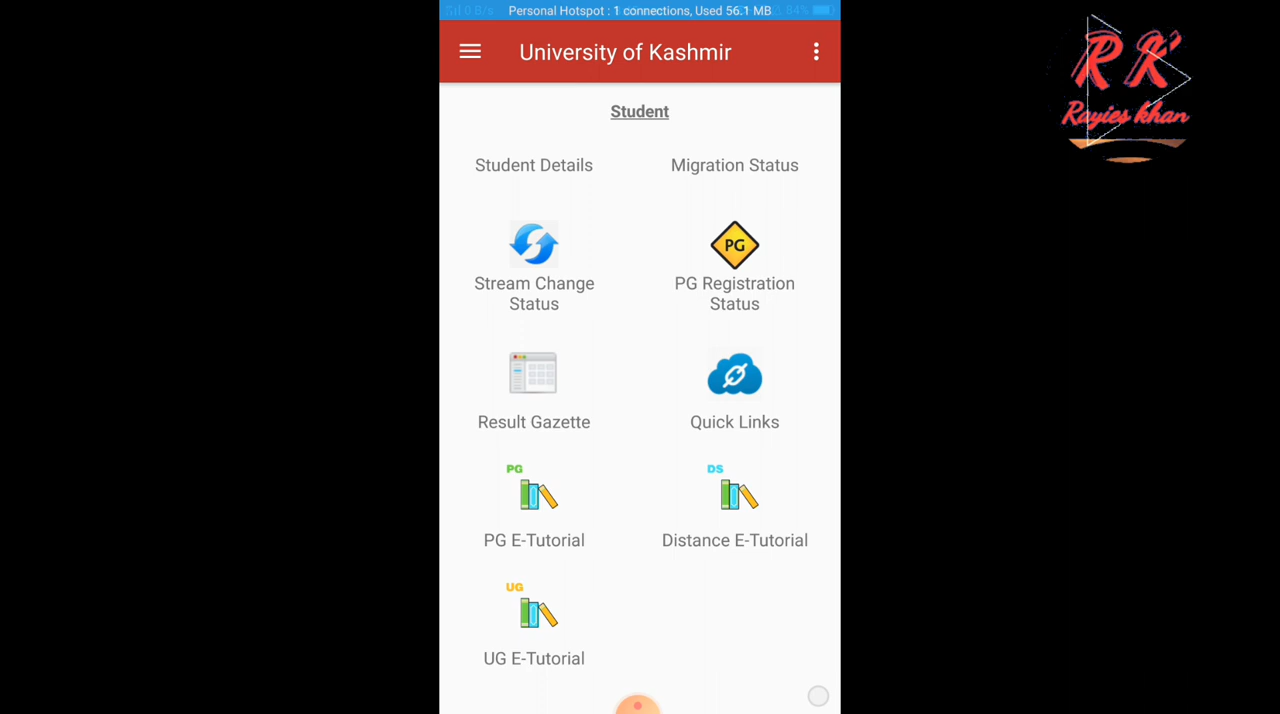 0 B/s Personal Hotspot : 1 connections, Used 56.1 MB 84%
University of Kashmir
R K
Rayies khan
Student
Student Details Migration Status
PG
Stream Change PG Registration
Status Status
Result Gazette Quick Links
PG DS
PG E-Tutorial Distance E-Tutorial
UG
UG E-Tutorial